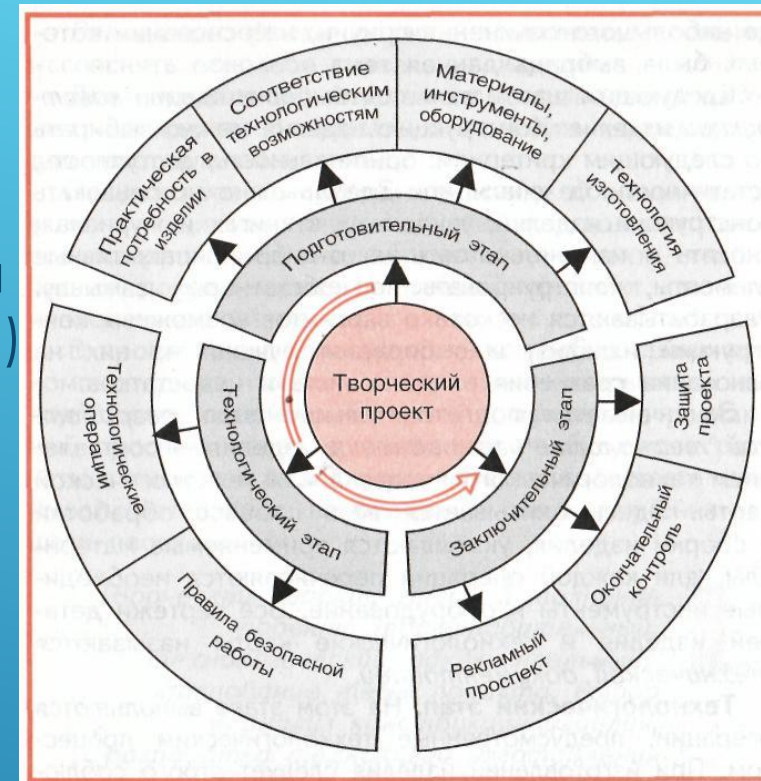 Практическая
потребность в
изделии
Соответствие
технологическим
возможностям
Материалы,
инструменты,
оборудование
Технология
изготовления
Подготовительный этап
Творческий
проект
Технологический этап
Заключительный этап
Технологические
операции
Правила безопасной
работы
Защита
проекта
Окончательный
контроль
Рекламный
проспект
)